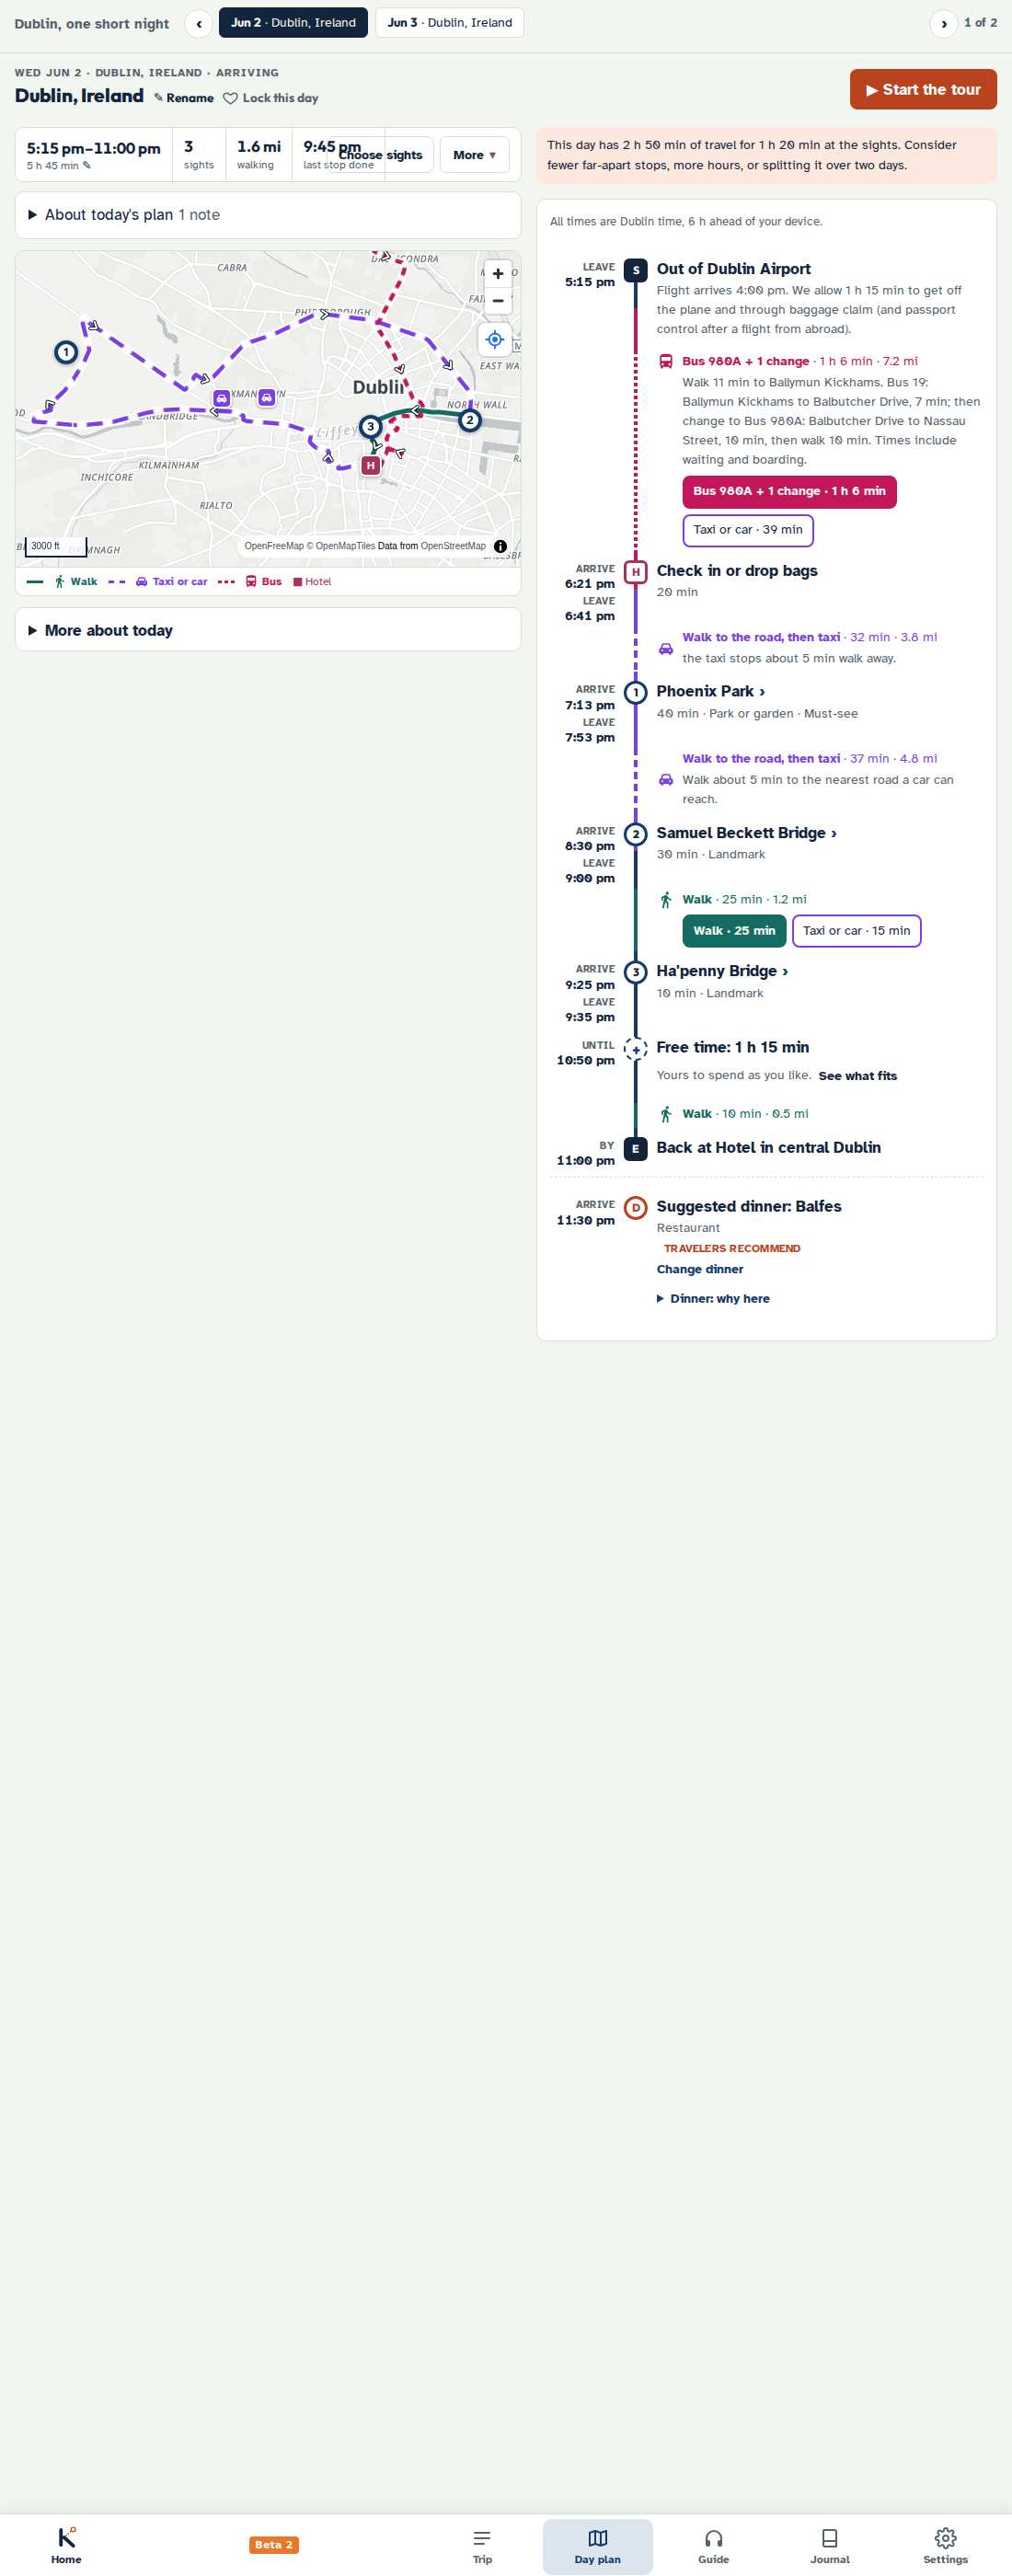 Dublin, one short night
‹
Jun 2 · Dublin, Ireland
Jun 3 · Dublin, Ireland
›
1 of 2
WED JUN 2 · DUBLIN, IRELAND · ARRIVING
Dublin, Ireland
✎ Rename
Lock this day
▶ Start the tour
5:15 pm–11:00 pm
5 h 45 min ✎
3
sights
1.6 mi
walking
9:45 pm
last stop done
Choose sights
More ▾
▶ About today's plan 1 note
CABRA
PHIBSBOROUGH
EAST WA
Dublin
NORTH WALL
Liffey
KILMAINHAM
INCHICORE
RIALTO
1
2
3
H
+
−
3000 ft
OpenFreeMap © OpenMapTiles Data from OpenStreetMap
Walk
Taxi or car
Bus
Hotel
▶ More about today
This day has 2 h 50 min of travel for 1 h 20 min at the sights. Consider
fewer far-apart stops, more hours, or splitting it over two days.
All times are Dublin time, 6 h ahead of your device.
LEAVE
5:15 pm
S
Out of Dublin Airport
Flight arrives 4:00 pm. We allow 1 h 15 min to get off
the plane and through baggage claim (and passport
control after a flight from abroad).
Bus 980A + 1 change · 1 h 6 min · 7.2 mi
Walk 11 min to Ballymun Kickhams. Bus 19:
Ballymun Kickhams to Balbutcher Drive, 7 min; then
change to Bus 980A: Balbutcher Drive to Nassau
Street, 10 min, then walk 10 min. Times include
waiting and boarding.
Bus 980A + 1 change · 1 h 6 min
Taxi or car · 39 min
ARRIVE
6:21 pm
LEAVE
6:41 pm
H
Check in or drop bags
20 min
Walk to the road, then taxi · 32 min · 3.8 mi
the taxi stops about 5 min walk away.
ARRIVE
7:13 pm
LEAVE
7:53 pm
1
Phoenix Park ›
40 min · Park or garden · Must-see
Walk to the road, then taxi · 37 min · 4.8 mi
Walk about 5 min to the nearest road a car can
reach.
ARRIVE
8:30 pm
LEAVE
9:00 pm
2
Samuel Beckett Bridge ›
30 min · Landmark
Walk · 25 min · 1.2 mi
Walk · 25 min
Taxi or car · 15 min
ARRIVE
9:25 pm
LEAVE
9:35 pm
3
Ha'penny Bridge ›
10 min · Landmark
UNTIL
10:50 pm
+
Free time: 1 h 15 min
Yours to spend as you like. See what fits
Walk · 10 min · 0.5 mi
BY
11:00 pm
E
Back at Hotel in central Dublin
ARRIVE
11:30 pm
D
Suggested dinner: Balfes
Restaurant
TRAVELERS RECOMMEND
Change dinner
▶ Dinner: why here
Home
Beta 2
Trip
Day plan
Guide
Journal
Settings